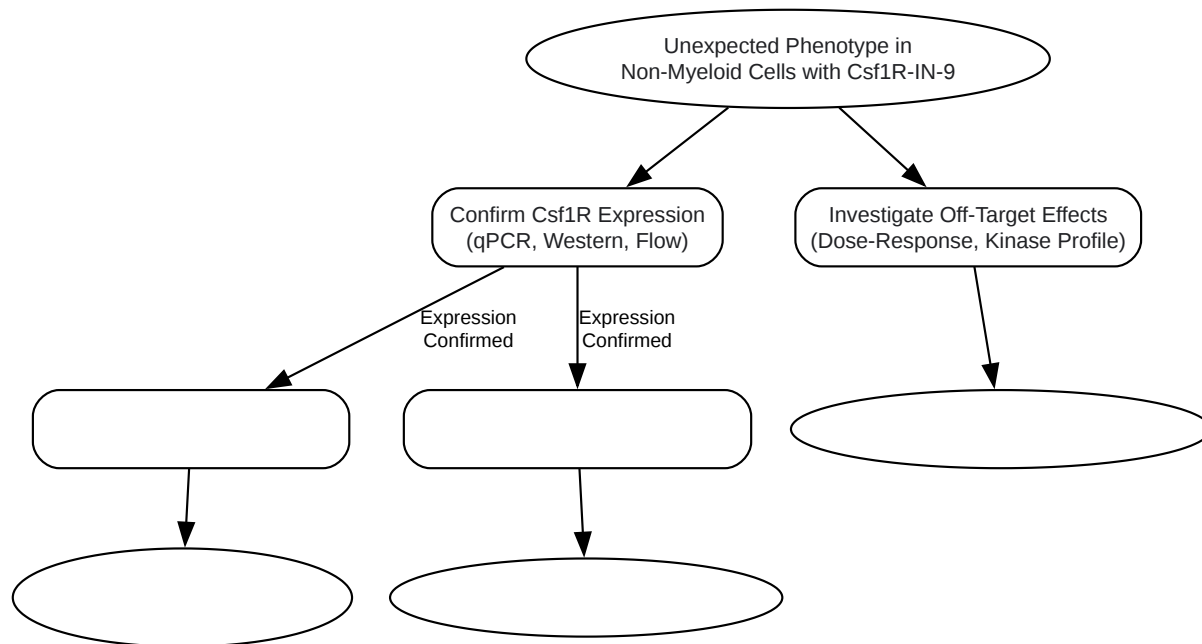 Unexpected Phenotype in
Non-Myeloid Cells with Csf1R-IN-9
Confirm Csf1R Expression
(qPCR, Western, Flow)
Investigate Off-Target Effects
(Dose-Response, Kinase Profile)
Expression
Confirmed
Expression
Confirmed